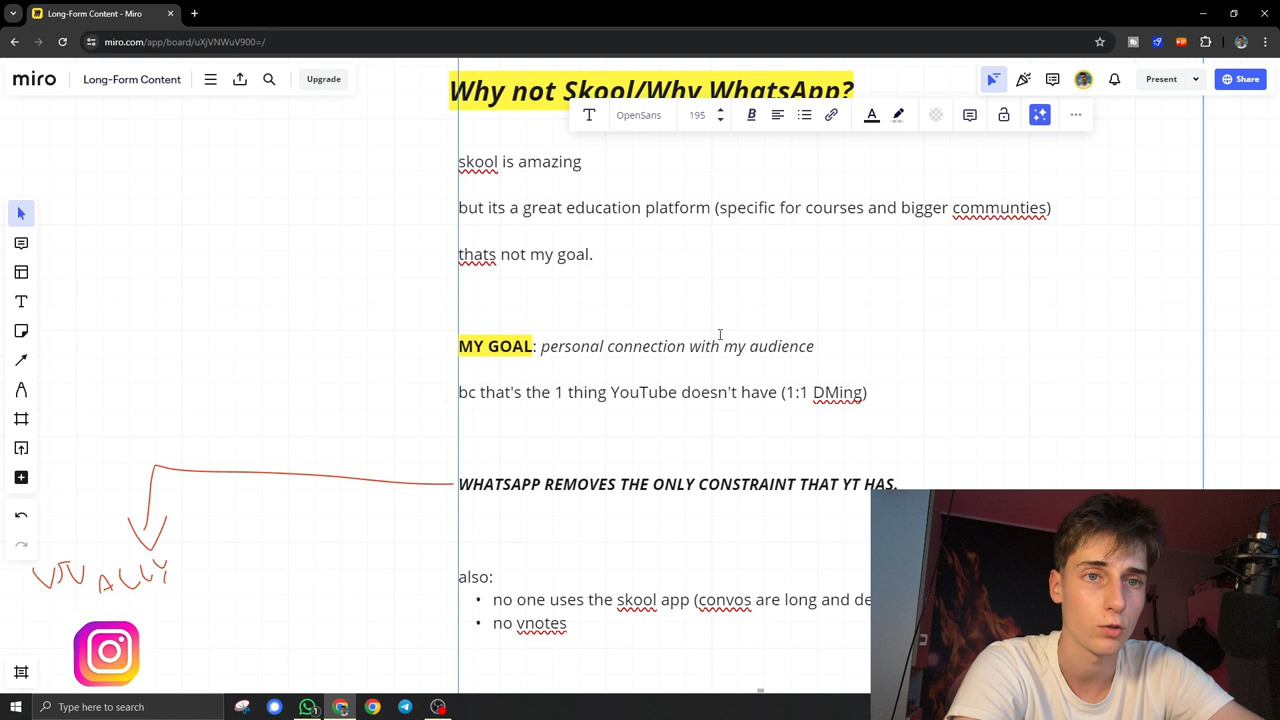 Long-Form Content - Miro
miro.com/app/board/uXjVNWuV900=/
miro
Long-Form Content
Upgrade
Present
Share
Why not Skool/Why WhatsApp?
OpenSans
195
skool is amazing
but its a great education platform (specific for courses and bigger communties)
thats not my goal.
MY GOAL: personal connection with my audience
bc that's the 1 thing YouTube doesn't have (1:1 DMing)
WHATSAPP REMOVES THE ONLY CONSTRAINT THAT YT HAS.
also:
• no one uses the skool app (convos are long and de
• no vnotes
Type here to search